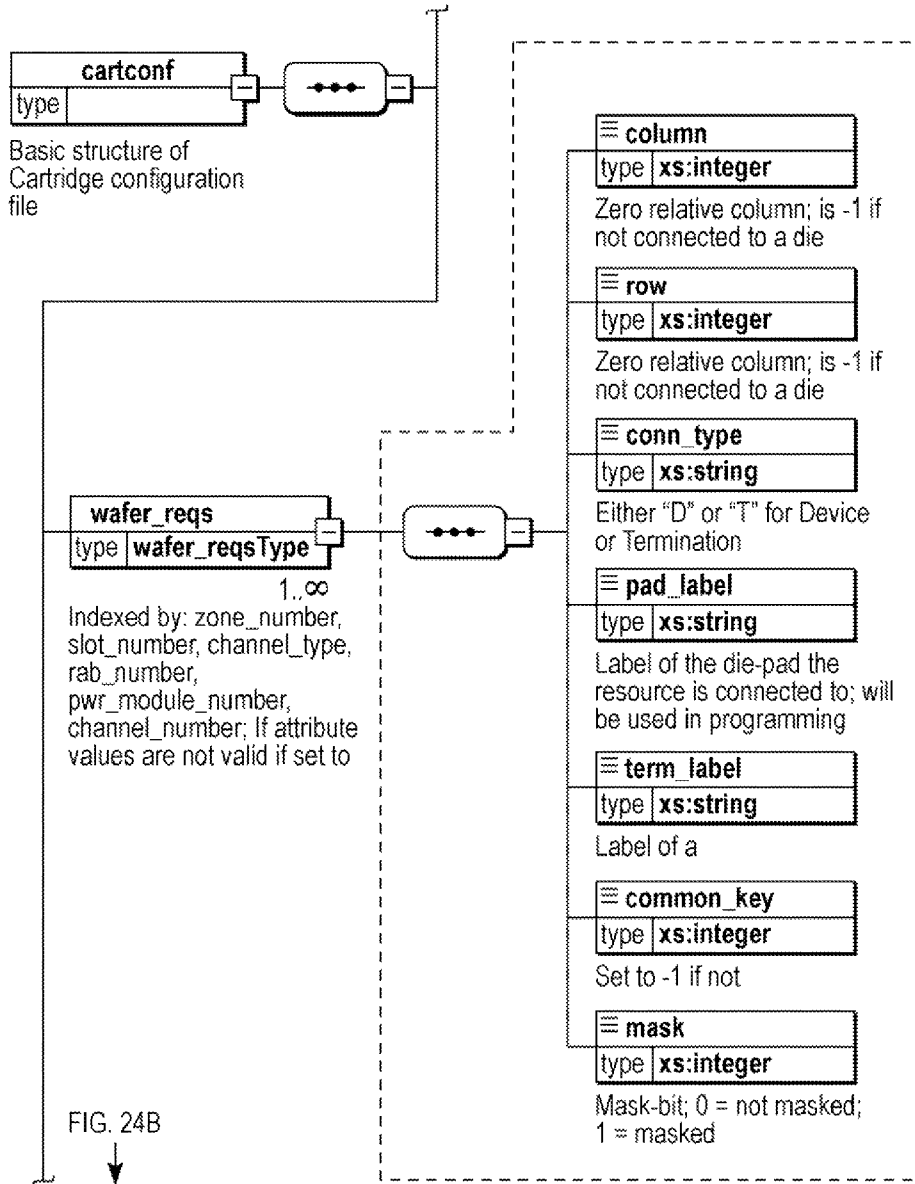 cartconf
type
Basic structure of
Cartridge configuration
file
column
type xs:integer
Zero relative column; is -1 if
not connected to a die
row
type xs:integer
Zero relative column; is -1 if
not connected to a die
conn_type
type xs:string
Either “D” or “T” for Device
or Termination
wafer_reqs
type wafer_reqsType
1..∞
Indexed by: zone_number,
slot_number, channel_type,
rab_number,
pwr_module_number,
channel_number; If attribute
values are not valid if set to
pad_label
type xs:string
Label of the die-pad the
resource is connected to; will
be used in programming
term_label
type xs:string
Label of a
common_key
type xs:integer
Set to -1 if not
mask
type xs:integer
Mask-bit; 0 = not masked;
1 = masked
FIG. 24B